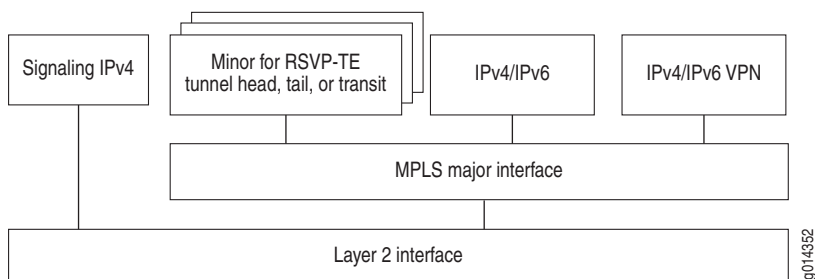 Signaling IPv4
Minor for RSVP-TE
tunnel head, tail, or transit
IPv4/IPv6
IPv4/IPv6 VPN
MPLS major interface
Layer 2 interface
g014352